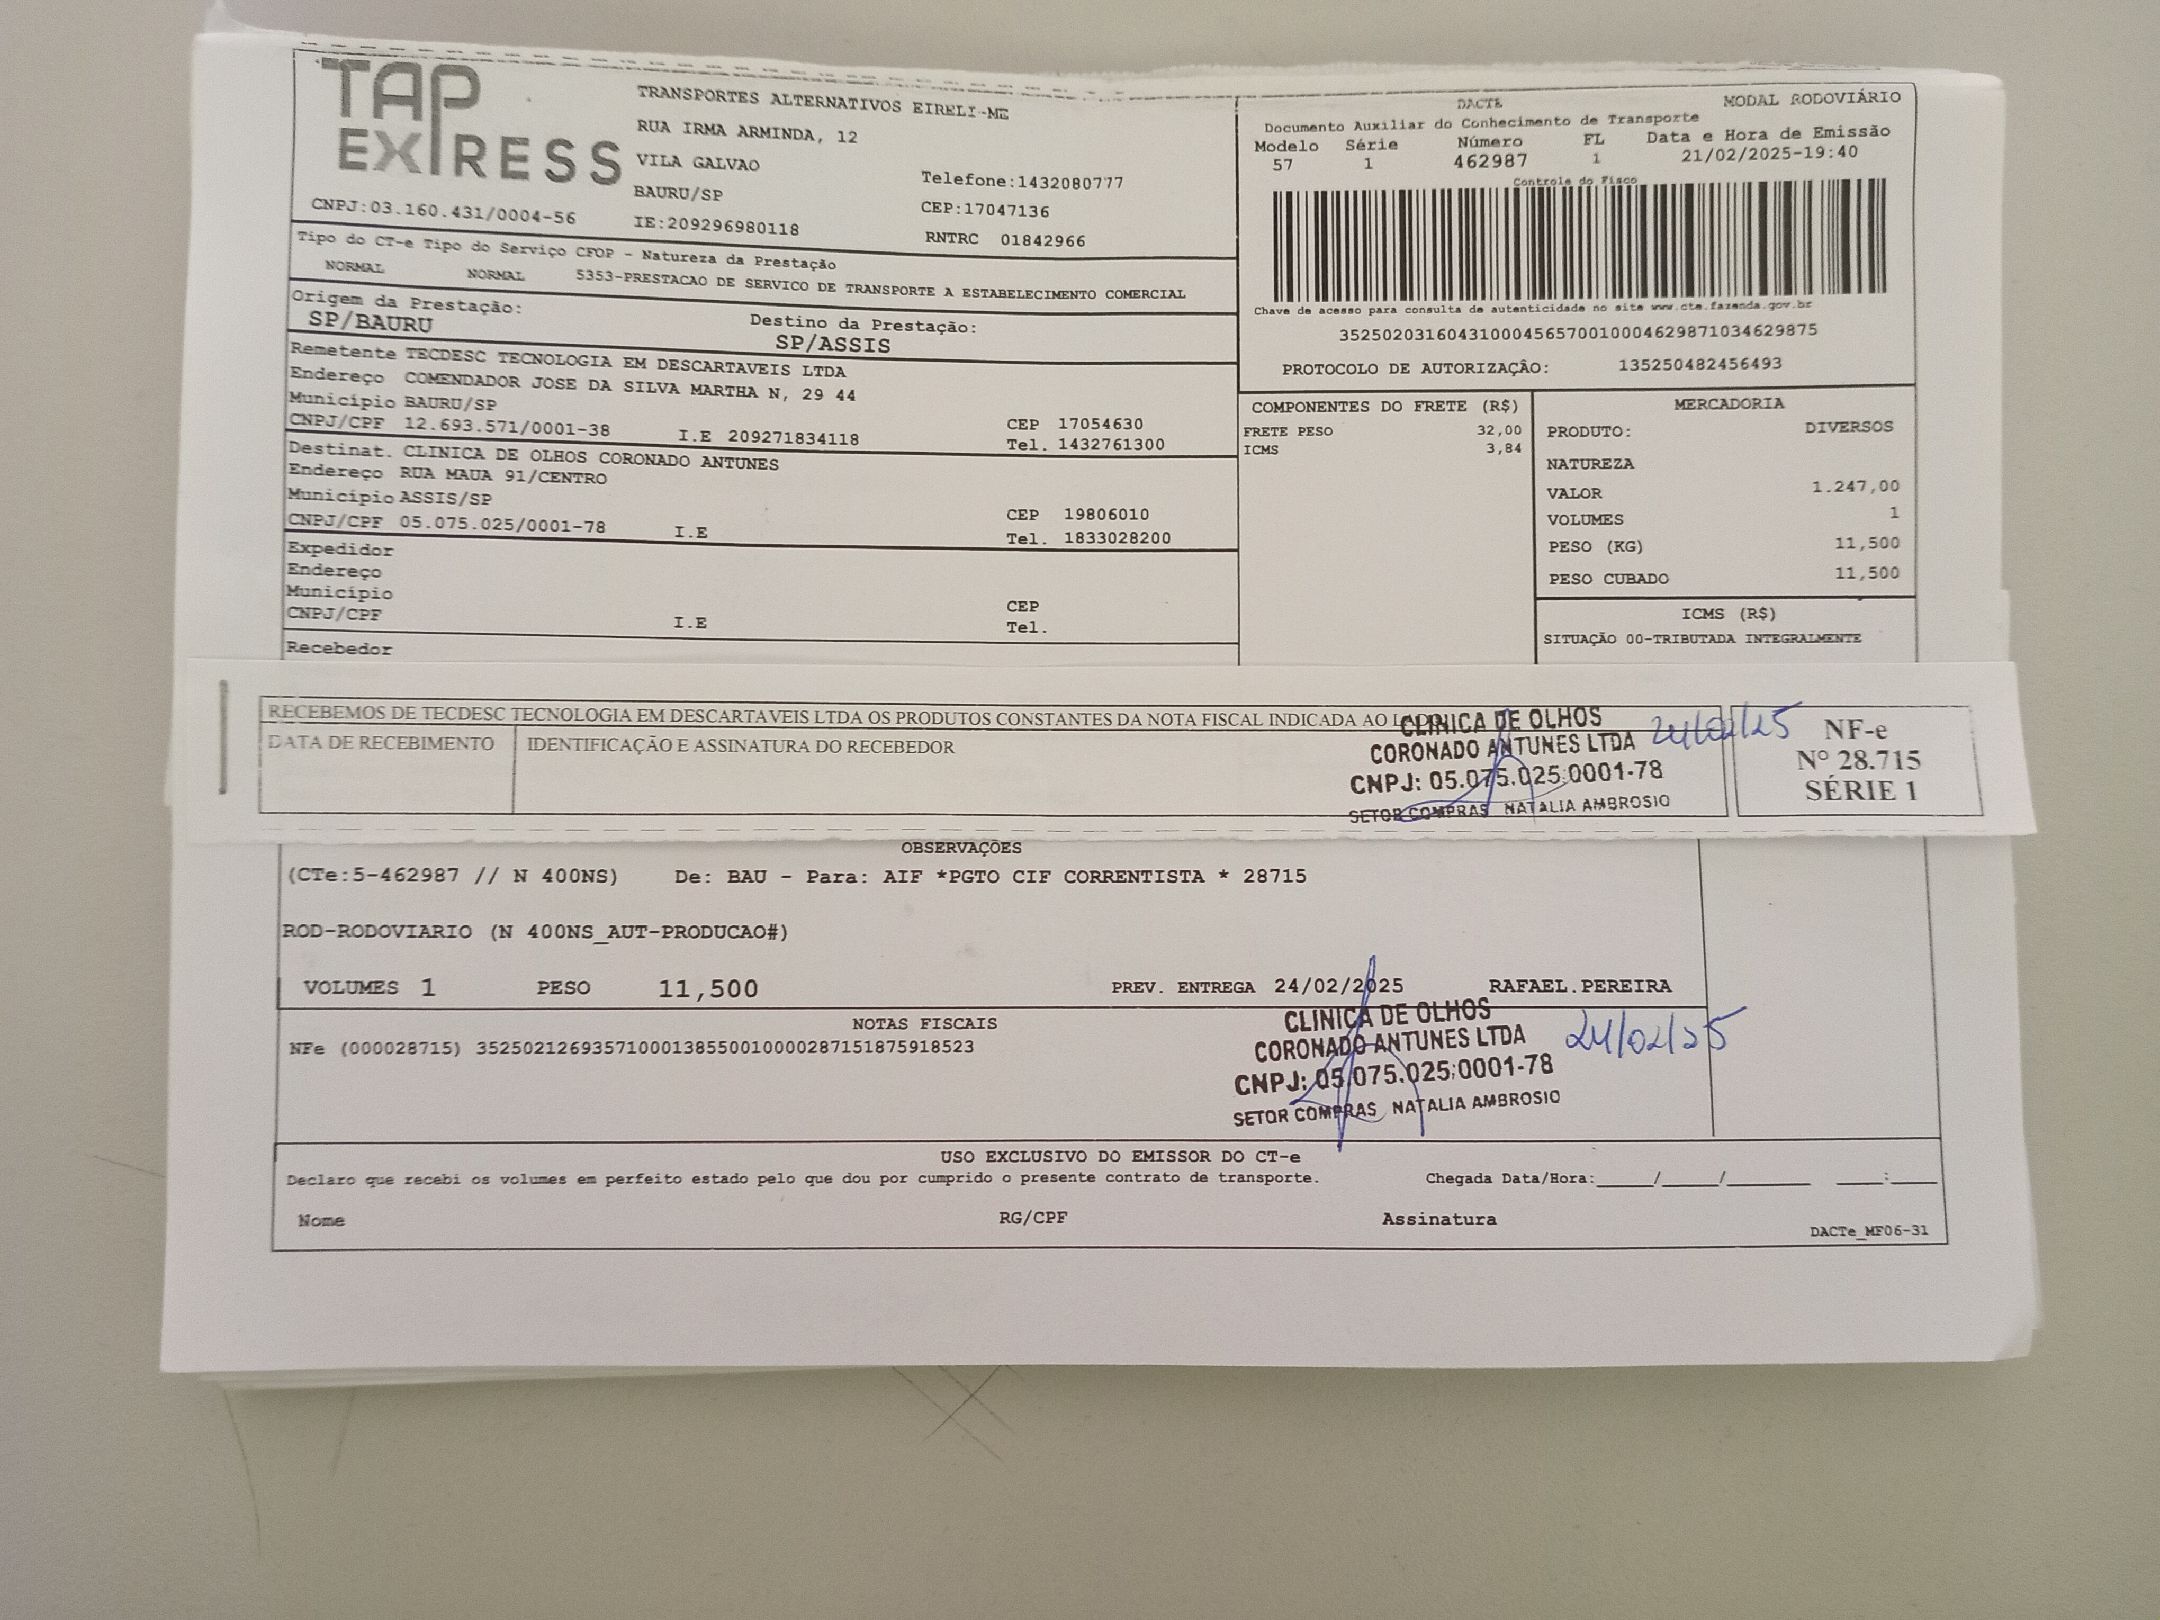 TAP
EXPRESS
TRANSPORTES ALTERNATIVOS EIRELI-ME
RUA IRMA ARMINDA, 12
VILA GALVAO
BAURU/SP
Telefone:1432080777
CEP:17047136
CNPJ:03.160.431/0004-56
IE:209296980118
RNTRC 01842966
DACTE MODAL RODOVIÁRIO
Documento Auxiliar do Conhecimento de Transporte
Modelo Série Número FL Data e Hora de Emissão
57 1 462987 1 21/02/2025-19:40
Controle do Fisco
Chave de acesso para consulta de autenticidade no site www.cte.fazenda.gov.br
35250203160431000456570010004629871034629875
PROTOCOLO DE AUTORIZAÇÂO: 135250482456493
Tipo do CT-e Tipo do Serviço CFOP - Natureza da Prestação
NORMAL NORMAL 5353-PRESTACAO DE SERVICO DE TRANSPORTE A ESTABELECIMENTO COMERCIAL
Origem da Prestação:
SP/BAURU
Destino da Prestação:
SP/ASSIS
Remetente TECDESC TECNOLOGIA EM DESCARTAVEIS LTDA
Endereço COMENDADOR JOSE DA SILVA MARTHA N, 29 44
Município BAURU/SP CEP 17054630
CNPJ/CPF 12.693.571/0001-38 I.E 209271834118 Tel. 1432761300
Destinat. CLINICA DE OLHOS CORONADO ANTUNES
Endereço RUA MAUA 91/CENTRO
Município ASSIS/SP CEP 19806010
CNPJ/CPF 05.075.025/0001-78 I.E Tel. 1833028200
Expedidor
Endereço
Município CEP
CNPJ/CPF I.E Tel.
Recebedor
COMPONENTES DO FRETE (R$)
FRETE PESO 32,00
ICMS 3,84
MERCADORIA
PRODUTO: DIVERSOS
NATUREZA
VALOR 1.247,00
VOLUMES 1
PESO (KG) 11,500
PESO CUBADO 11,500
ICMS (R$)
SITUAÇÃO 00-TRIBUTADA INTEGRALMENTE
RECEBEMOS DE TECDESC TECNOLOGIA EM DESCARTAVEIS LTDA OS PRODUTOS CONSTANTES DA NOTA FISCAL INDICADA AO
DATA DE RECEBIMENTO IDENTIFICAÇÃO E ASSINATURA DO RECEBEDOR
CLINICA DE OLHOS
CORONADO ANTUNES LTDA
CNPJ: 05.075.025:0001-78
SETOR COMPRAS NATALIA AMBROSIO
24/02/25
NF-e
Nº 28.715
SÉRIE 1
OBSERVAÇÕES
(CTe:5-462987 // N 400NS) De: BAU - Para: AIF *PGTO CIF CORRENTISTA * 28715
ROD-RODOVIARIO (N 400NS_AUT-PRODUCAO#)
VOLUMES 1 PESO 11,500 PREV. ENTREGA 24/02/2025 RAFAEL.PEREIRA
NOTAS FISCAIS
NFe (000028715) 35250212693571000138550010000287151875918523
CLINICA DE OLHOS
CORONADO ANTUNES LTDA
CNPJ: 05.075.025:0001-78
SETOR COMPRAS NATALIA AMBROSIO
24/02/25
USO EXCLUSIVO DO EMISSOR DO CT-e
Declaro que recebi os volumes em perfeito estado pelo que dou por cumprido o presente contrato de transporte. Chegada Data/Hora:_____/_____/_______ ____:____
Nome RG/CPF Assinatura
DACTe_MF06-31